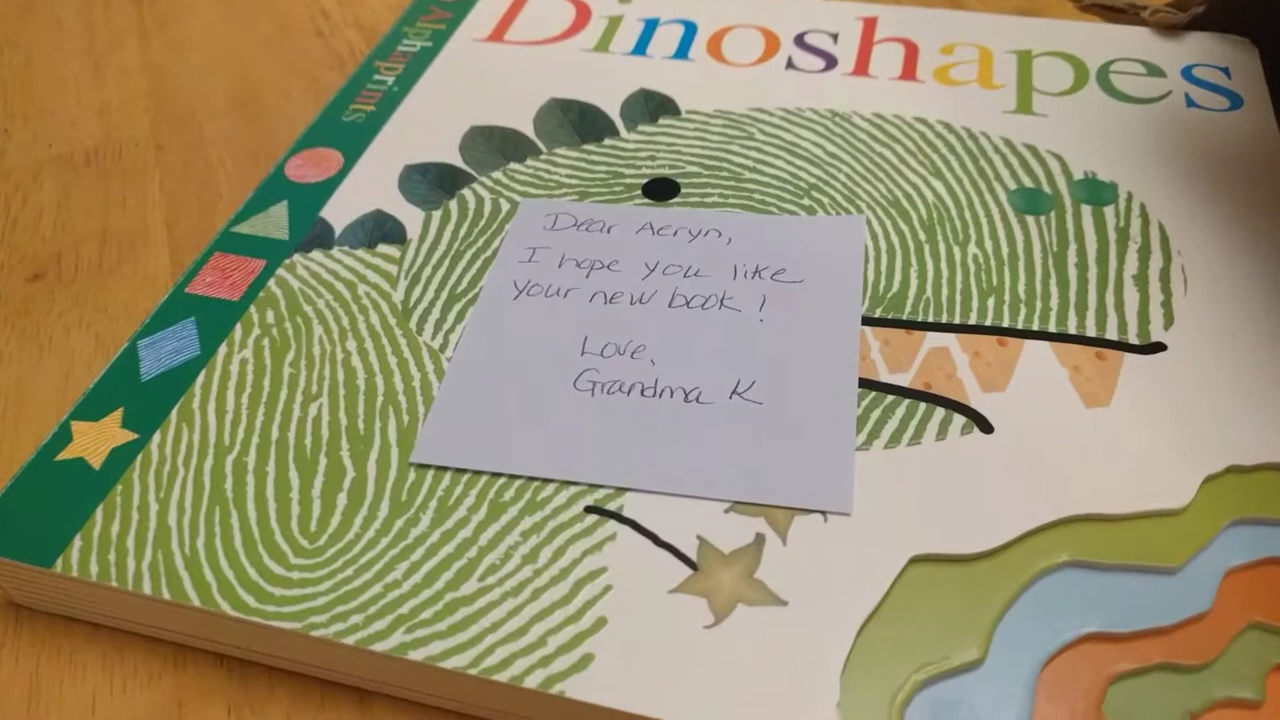 Dinoshapes
Alphaprints
Dear Aeryn,
I hope you like
your new book!
Love,
Grandma K